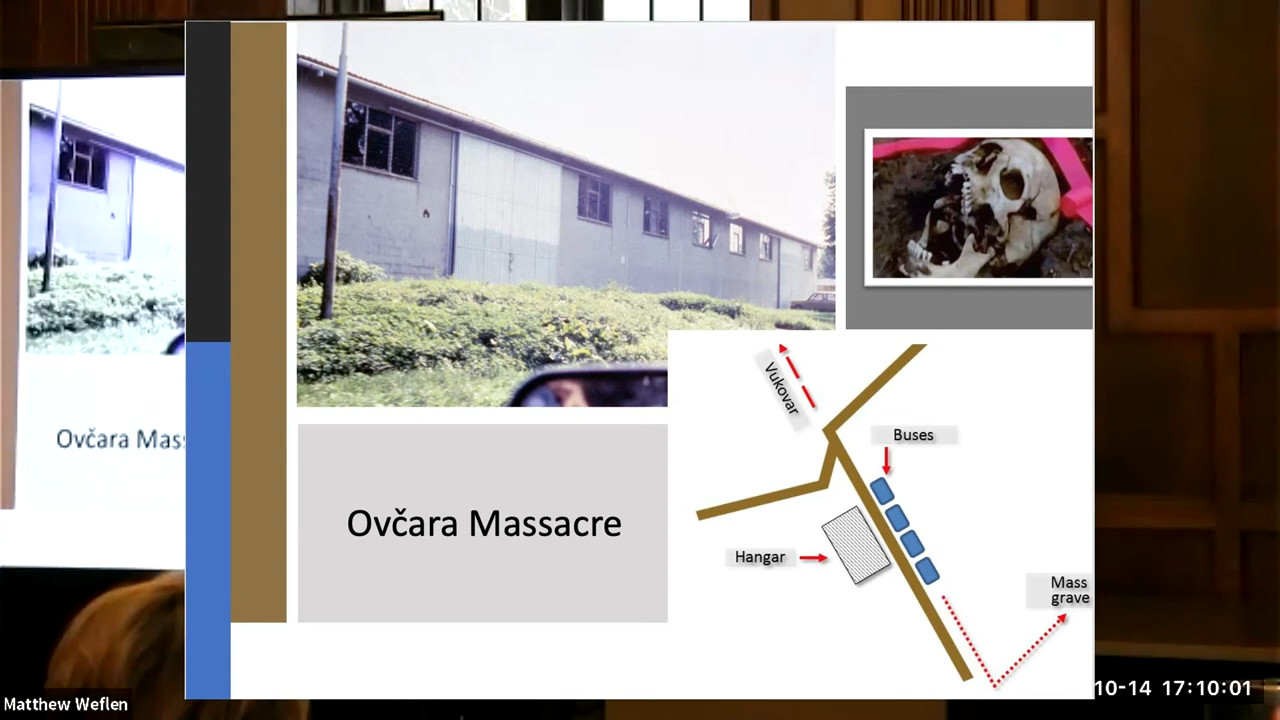 Ovčara Mas
Vukovar
Buses
Ovčara Massacre
Hangar
Mass
grave
10-14 17:10:01
Matthew Weflen